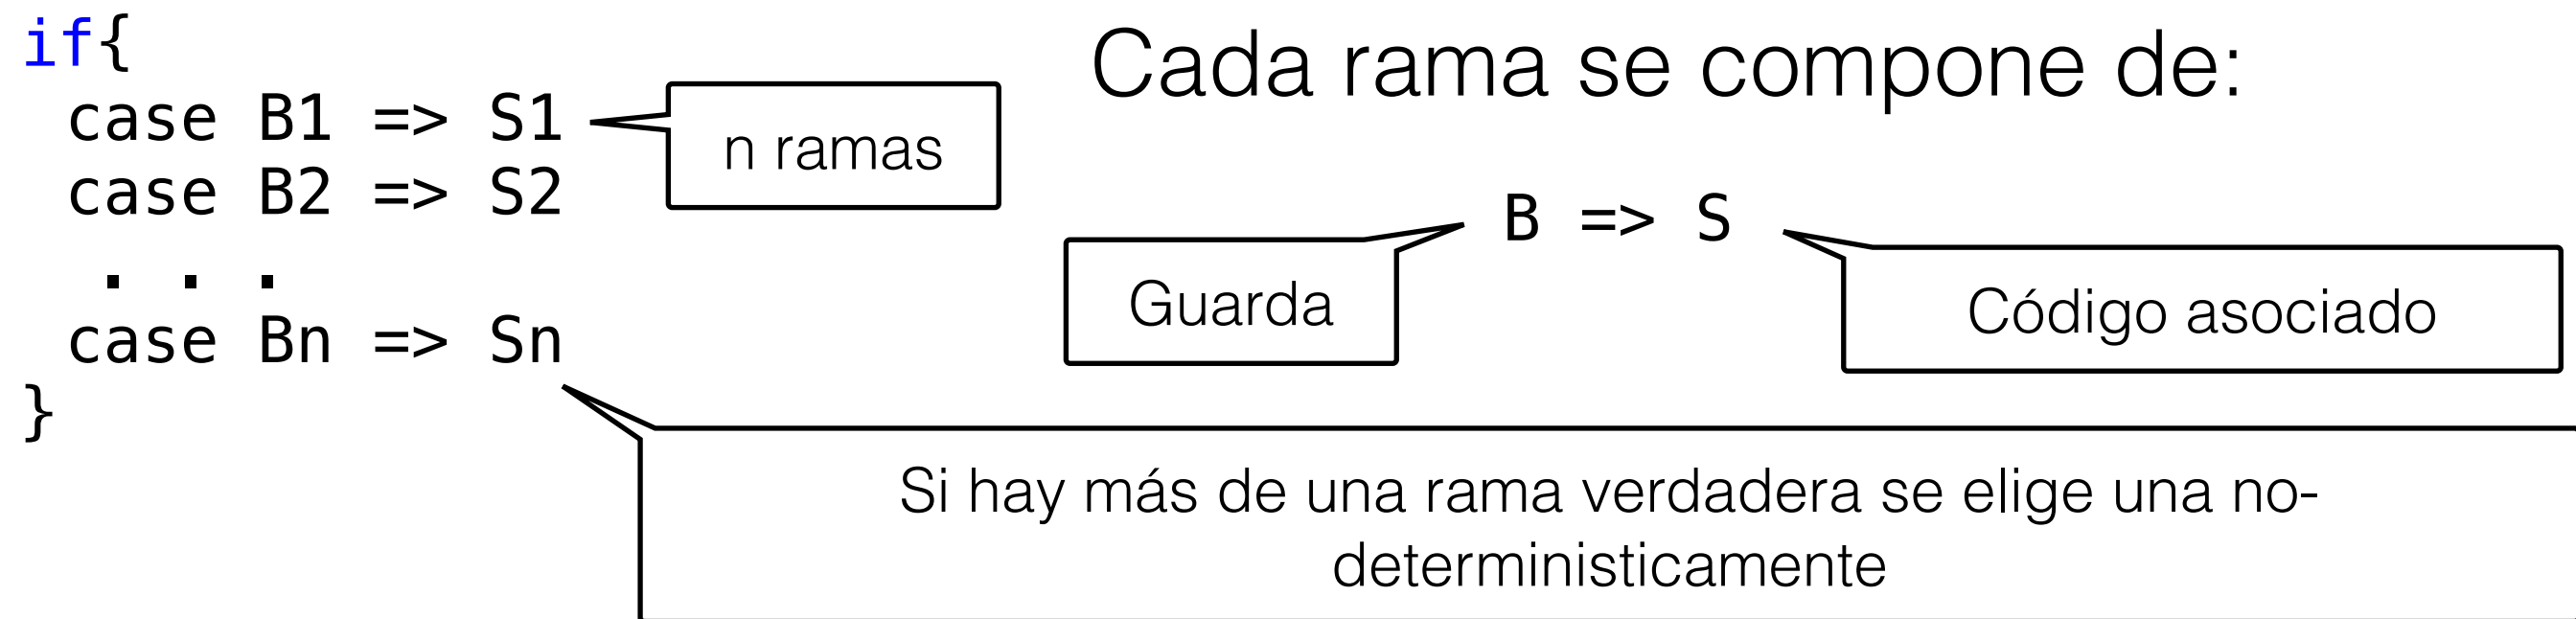 if{
case B1 => S1
case B2 => S2
. . .
case Bn => Sn
}
n ramas
Cada rama se compone de:
B => S
Guarda
Código asociado
Si hay más de una rama verdadera se elige una no-
deterministicamente